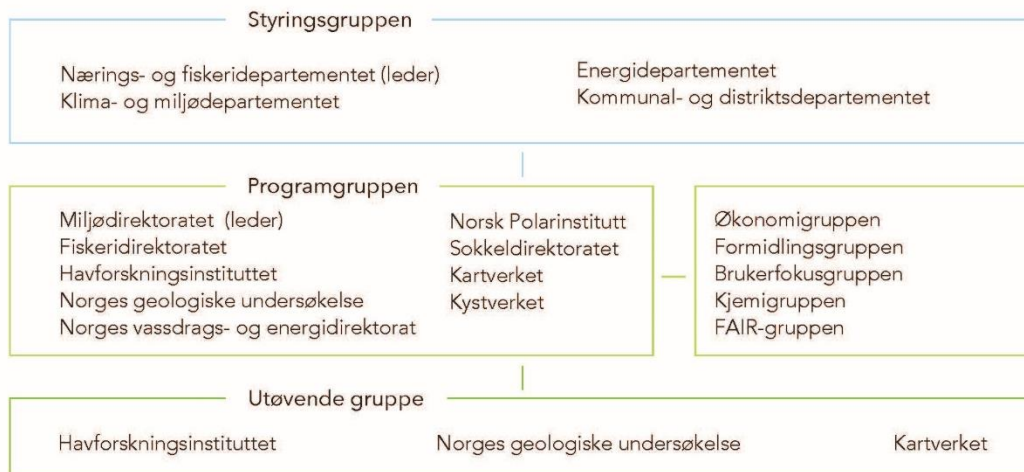 Styringsgruppen
Nærings- og fiskeridepartementet (leder)
Klima- og miljødepartementet
Energidepartementet
Kommunal- og distriktsdepartementet
Programgruppen
Miljødirektoratet (leder)
Fiskeridirektoratet
Havforskningsinstituttet
Norges geologiske undersøkelse
Norges vassdrags- og energidirektorat
Norsk Polarinstitutt
Sokkeldirektoratet
Kartverket
Kystverket
Økonomigruppen
Formidlingsgruppen
Brukerfokusgruppen
Kjemigruppen
FAIR-gruppen
Utøvende gruppe
Havforskningsinstituttet
Norges geologiske undersøkelse
Kartverket